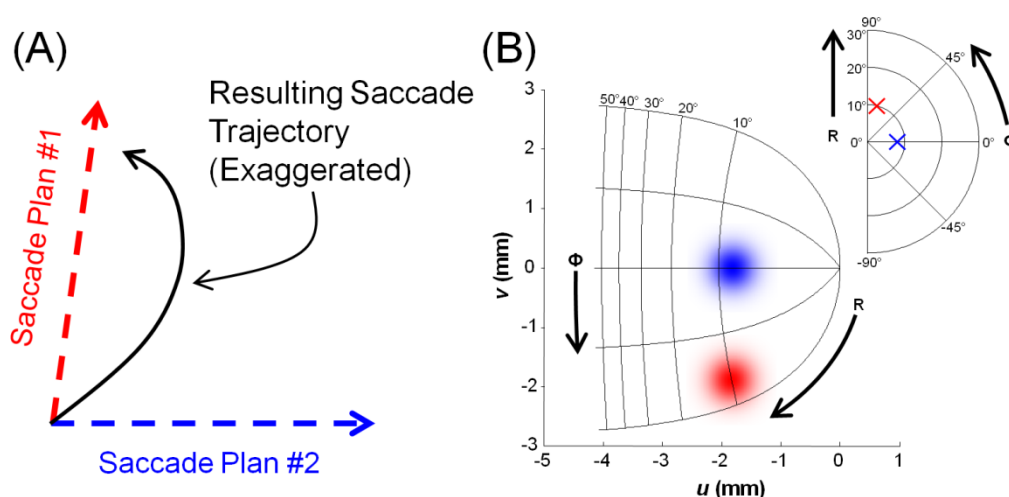 (A)
Saccade Plan #1
Resulting Saccade
Trajectory
(Exaggerated)
Saccade Plan #2
(B)
3
2
1
0
-1
-2
-3
v (mm)
-5
-4
-3
-2
-1
0
1
u (mm)
50°
40°
30°
20°
10°
Φ
R
90°
30°
20°
10°
0°
R
45°
0°
-45°
-90°